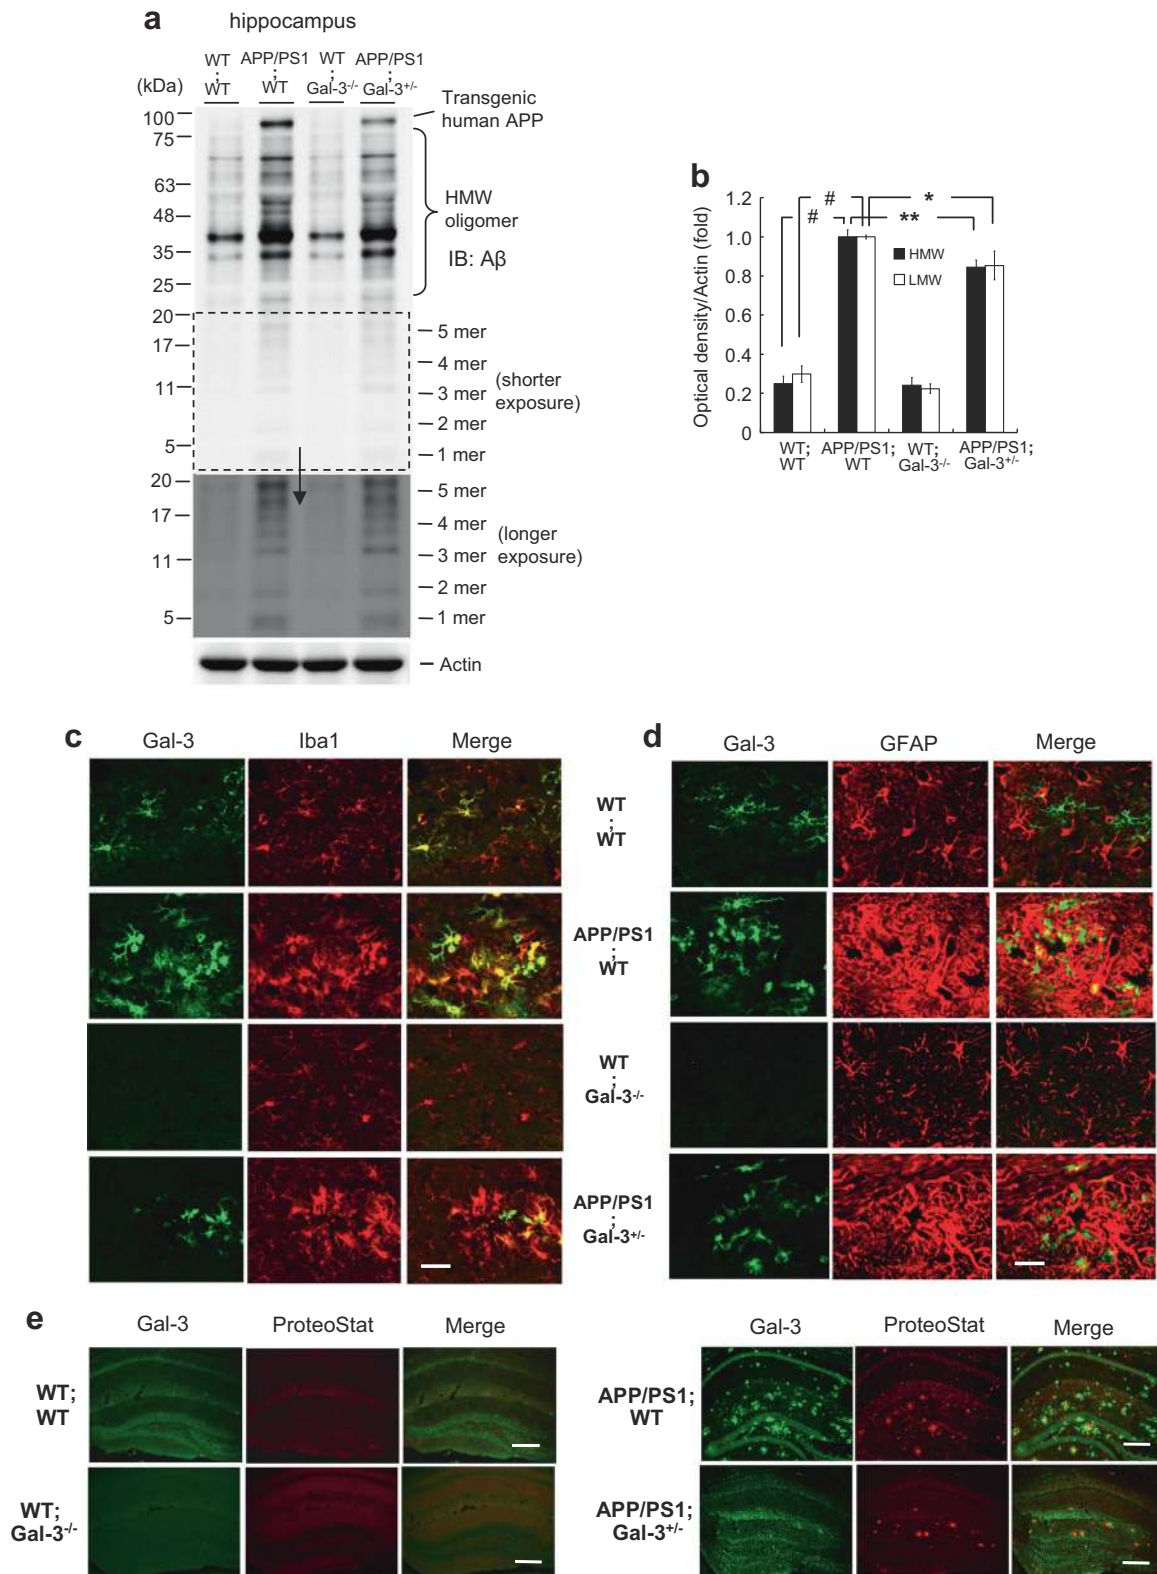 a
hippocampus
WT ; WT
APP/PS1 ; WT
WT ; Gal-3-/-
APP/PS1 ; Gal-3+/-
(kDa)
100
75
63
48
35
25
20
17
11
5
20
17
11
5
Transgenic
human APP
HMW
oligomer
IB: Aβ
5 mer
4 mer
3 mer
2 mer
1 mer
(shorter
exposure)
5 mer
4 mer
3 mer
2 mer
1 mer
(longer
exposure)
Actin
b
Optical density/Actin (fold)
1.2
1.0
0.8
0.6
0.4
0.2
0
# # ** *
HMW
LMW
WT; WT
APP/PS1; WT
WT; Gal-3-/-
APP/PS1; Gal-3+/-
c
Gal-3 Iba1 Merge
d
Gal-3 GFAP Merge
WT
;
WT
APP/PS1
;
WT
WT
;
Gal-3-/-
APP/PS1
;
Gal-3+/-
e
Gal-3 ProteoStat Merge
WT;
WT
WT;
Gal-3-/-
Gal-3 ProteoStat Merge
APP/PS1;
WT
APP/PS1;
Gal-3+/-